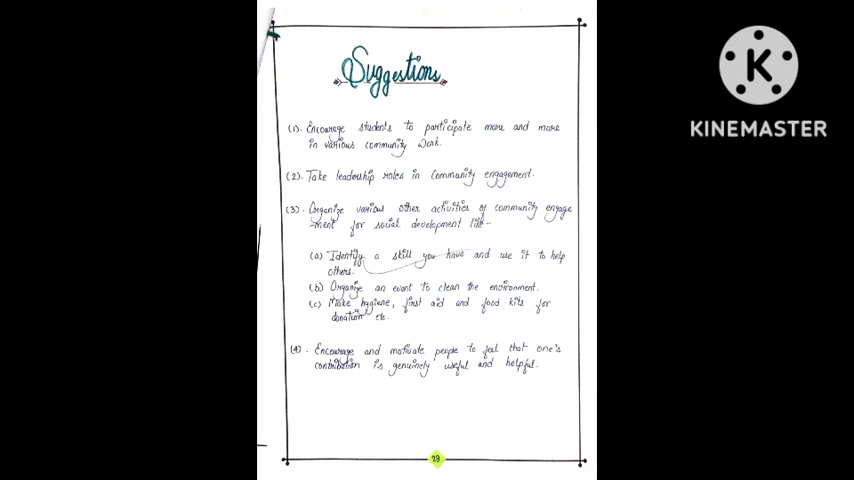 Suggestions
(1). Encourage students to participate more and more
in various community work.
(2). Take leadership roles in community engagement.
(3). Organize various other activities of community engage
-ment for social development like-
(a) Identify a skill you have and use it to help
others.
(b) Organize an event to clean the environment.
(c) Make hygiene, first aid and food kits for
donation etc.
(4). Encourage and motivate people to feel that one's
contribution is genuinely useful and helpful.
29
K
KINEMASTER